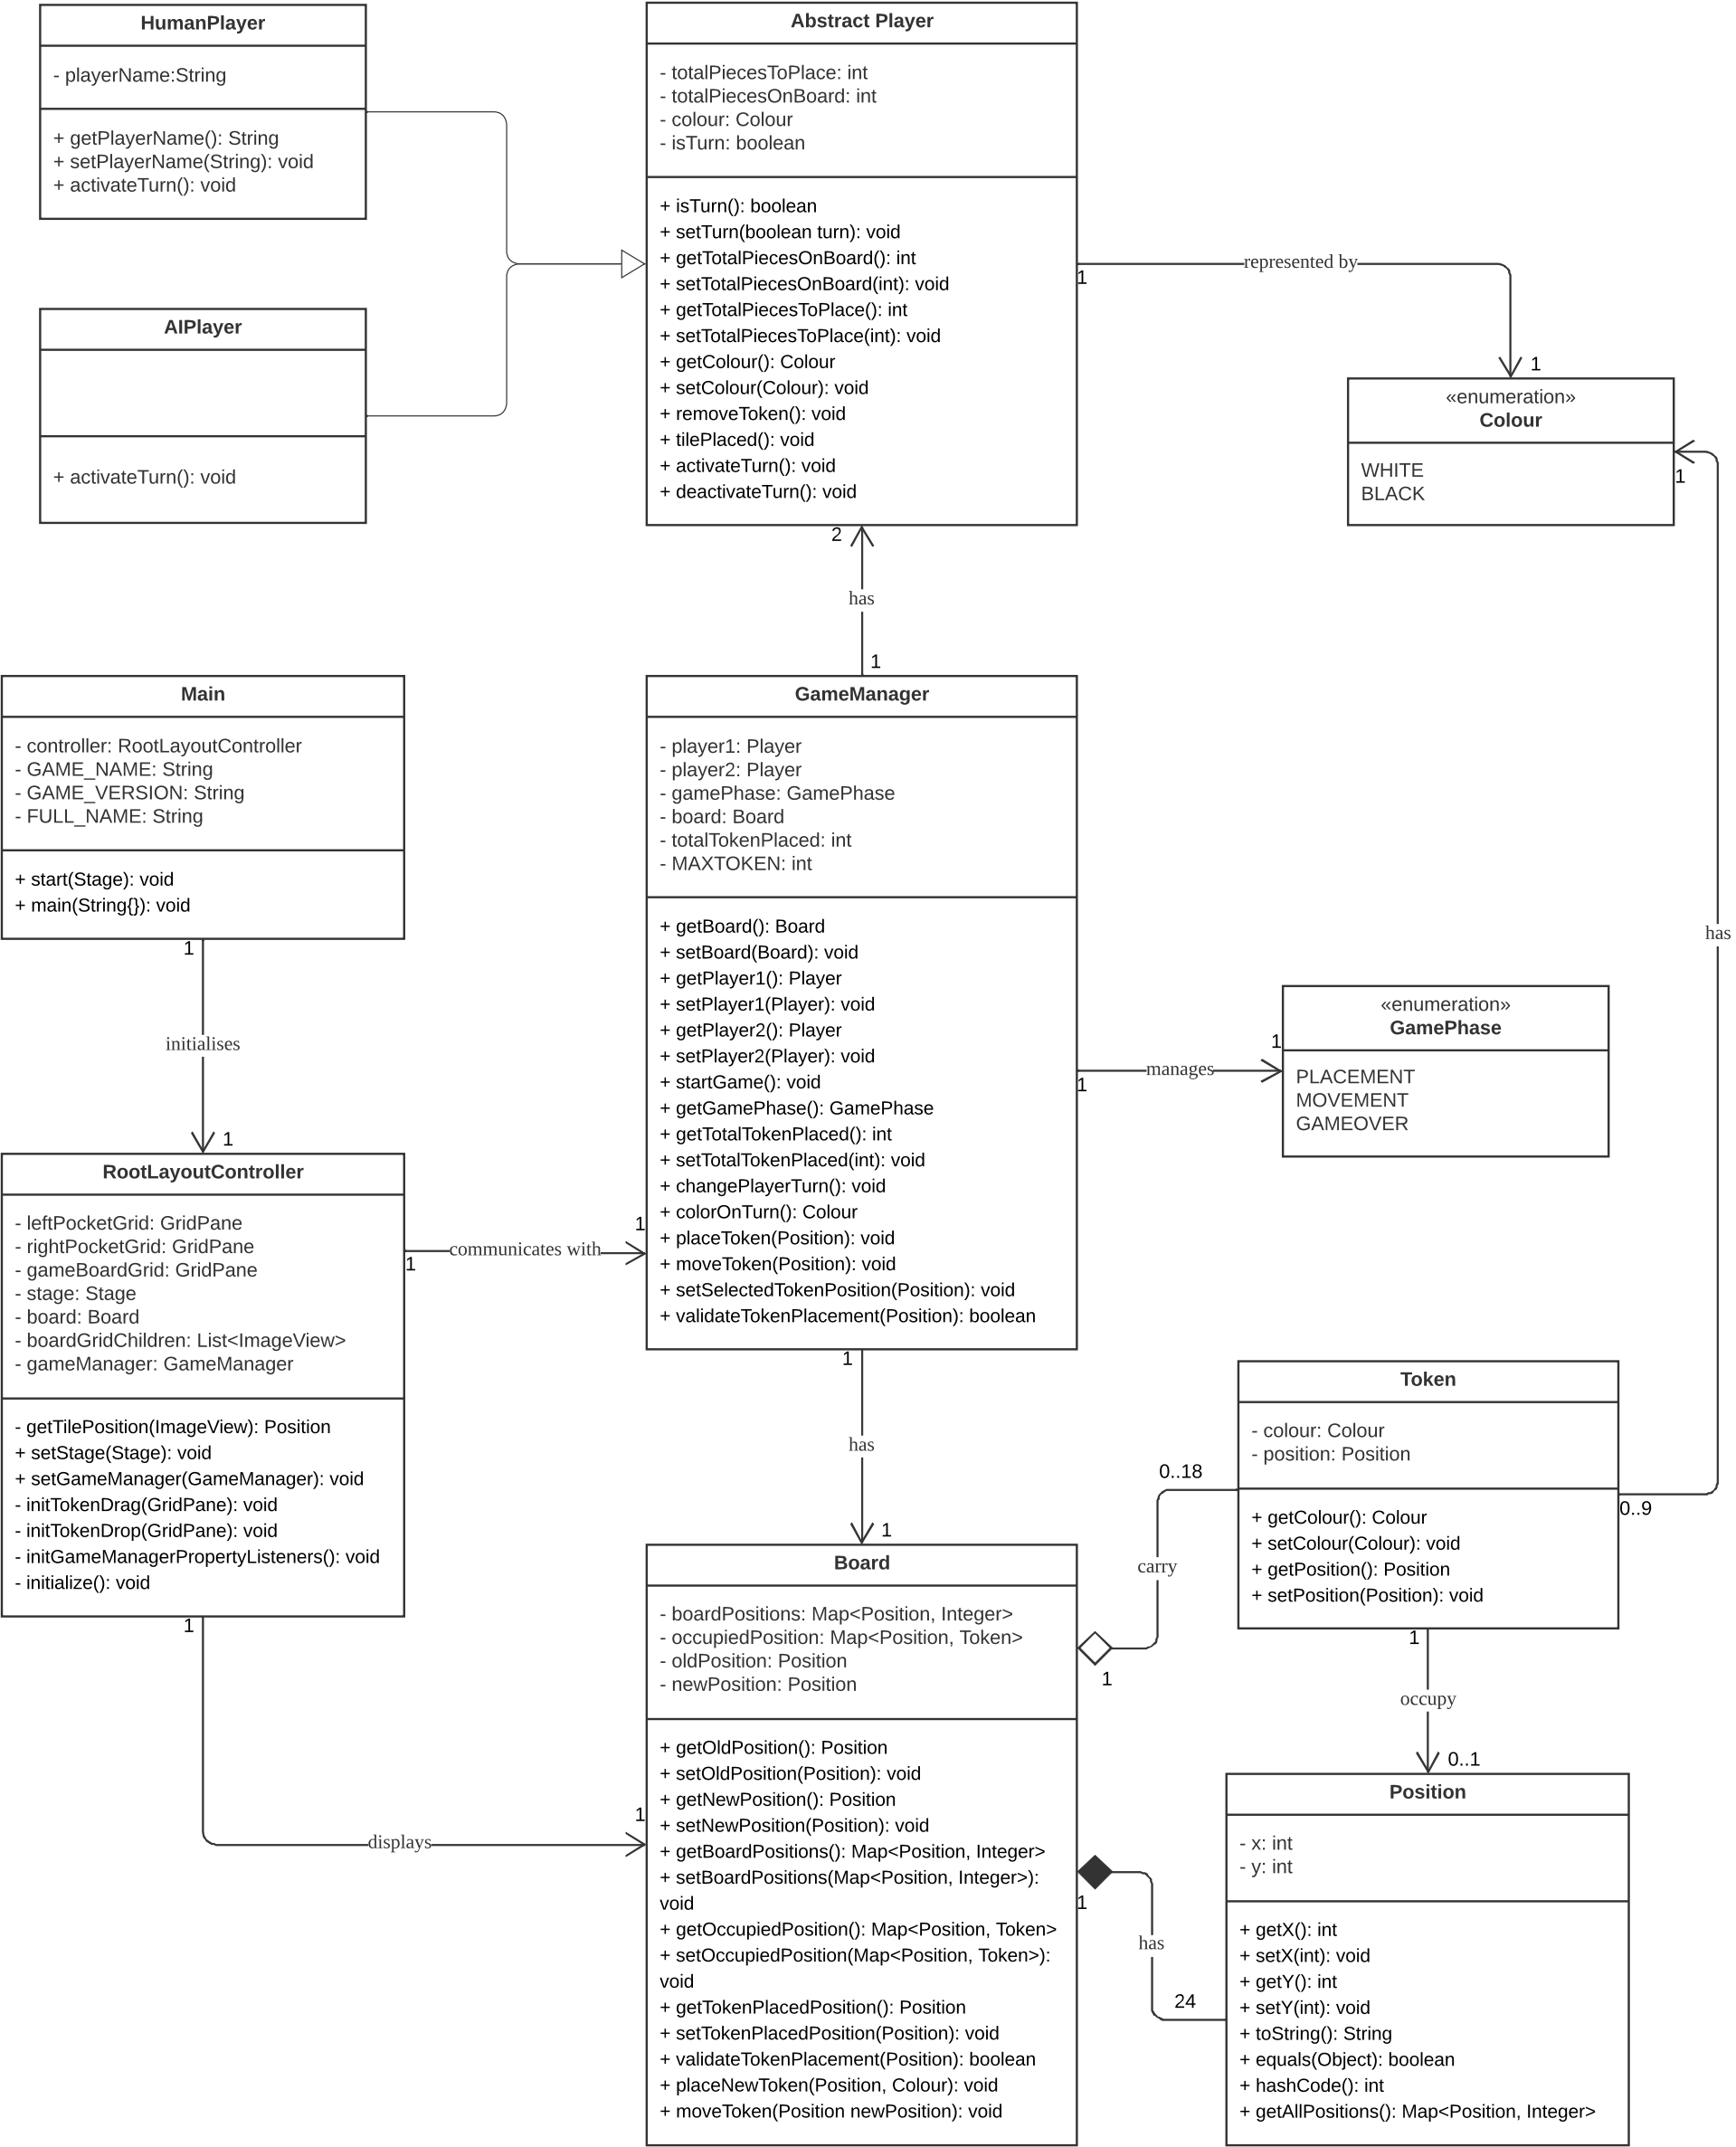 HumanPlayer
- playerName:String
+ getPlayerName(): String
+ setPlayerName(String): void
+ activateTurn(): void
AIPlayer
+ activateTurn(): void
Abstract Player
- totalPiecesToPlace: int
- totalPiecesOnBoard: int
- colour: Colour
- isTurn: boolean
+ isTurn(): boolean
+ setTurn(boolean turn): void
+ getTotalPiecesOnBoard(): int
+ setTotalPiecesOnBoard(int): void
+ getTotalPiecesToPlace(): int
+ setTotalPiecesToPlace(int): void
+ getColour(): Colour
+ setColour(Colour): void
+ removeToken(): void
+ tilePlaced(): void
+ activateTurn(): void
+ deactivateTurn(): void
1
represented by
1
«enumeration»
Colour
WHITE
BLACK
1
has
2
has
1
Main
- controller: RootLayoutController
- GAME_NAME: String
- GAME_VERSION: String
- FULL_NAME: String
+ start(Stage): void
+ main(String{}): void
1
initialises
1
GameManager
- player1: Player
- player2: Player
- gamePhase: GamePhase
- board: Board
- totalTokenPlaced: int
- MAXTOKEN: int
+ getBoard(): Board
+ setBoard(Board): void
+ getPlayer1(): Player
+ setPlayer1(Player): void
+ getPlayer2(): Player
+ setPlayer2(Player): void
+ startGame(): void
+ getGamePhase(): GamePhase
+ getTotalTokenPlaced(): int
+ setTotalTokenPlaced(int): void
+ changePlayerTurn(): void
+ colorOnTurn(): Colour
+ placeToken(Position): void
+ moveToken(Position): void
+ setSelectedTokenPosition(Position): void
+ validateTokenPlacement(Position): boolean
1
manages
1
«enumeration»
GamePhase
PLACEMENT
MOVEMENT
GAMEOVER
RootLayoutController
- leftPocketGrid: GridPane
- rightPocketGrid: GridPane
- gameBoardGrid: GridPane
- stage: Stage
- board: Board
- boardGridChildren: List<ImageView>
- gameManager: GameManager
- getTilePosition(ImageView): Position
+ setStage(Stage): void
+ setGameManager(GameManager): void
- initTokenDrag(GridPane): void
- initTokenDrop(GridPane): void
- initGameManagerPropertyListeners(): void
- initialize(): void
1
communicates with
1
1
displays
1
1
has
1
Token
- colour: Colour
- position: Position
+ getColour(): Colour
+ setColour(Colour): void
+ getPosition(): Position
+ setPosition(Position): void
0..9
0..18
carry
1
1
occupy
0..1
Board
- boardPositions: Map<Position, Integer>
- occupiedPosition: Map<Position, Token>
- oldPosition: Position
- newPosition: Position
+ getOldPosition(): Position
+ setOldPosition(Position): void
+ getNewPosition(): Position
+ setNewPosition(Position): void
+ getBoardPositions(): Map<Position, Integer>
+ setBoardPositions(Map<Position, Integer>):
void
+ getOccupiedPosition(): Map<Position, Token>
+ setOccupiedPosition(Map<Position, Token>):
void
+ getTokenPlacedPosition(): Position
+ setTokenPlacedPosition(Position): void
+ validateTokenPlacement(Position): boolean
+ placeNewToken(Position, Colour): void
+ moveToken(Position newPosition): void
1
has
24
Position
- x: int
- y: int
+ getX(): int
+ setX(int): void
+ getY(): int
+ setY(int): void
+ toString(): String
+ equals(Object): boolean
+ hashCode(): int
+ getAllPositions(): Map<Position, Integer>